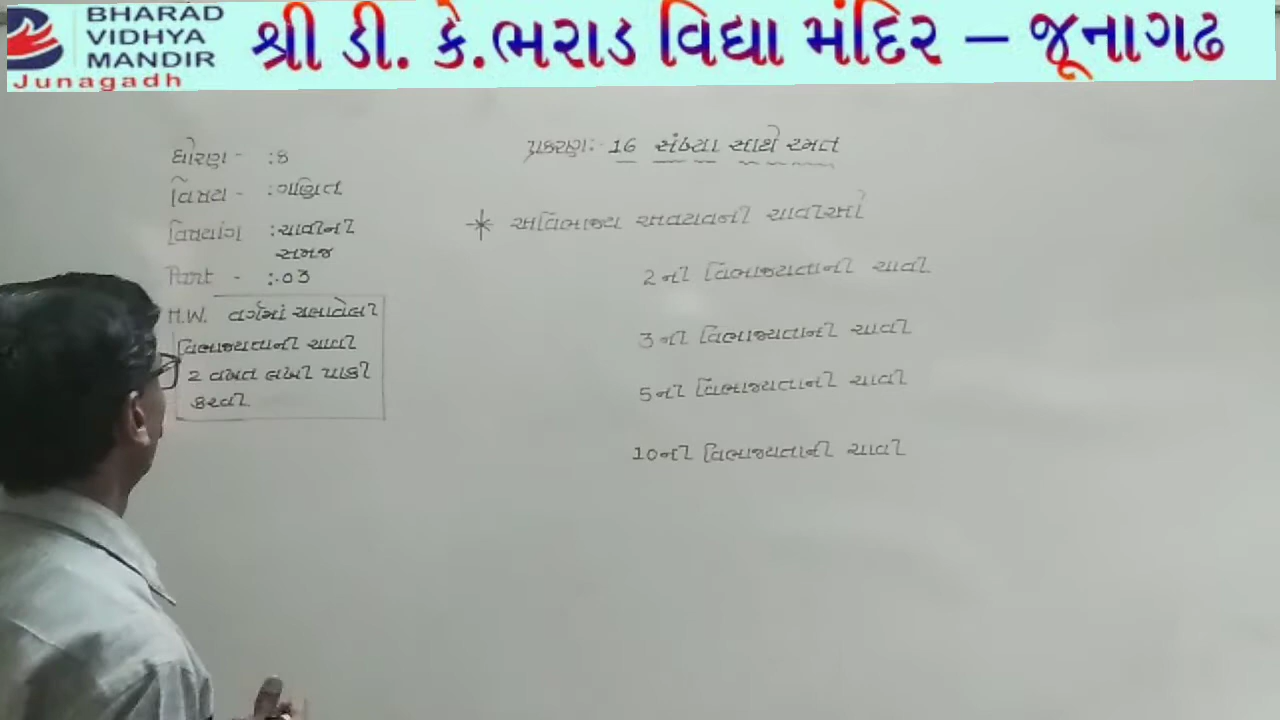 BHARAD
VIDHYA
MANDIR
Junagadh
શ્રી ડી. કે.ભરાડ વિદ્યા મંદિર – જૂનાગઢ
ધોરણ - :8
વિષય - :ગણિત
વિષયાંગ :ચાવીની
સમજ
Part - :.03
H.W. વર્ગમાં ચલાવેલી
વિભાજ્યતાની ચાવી
2 વખત લખી પાકી
કરવી.
પ્રકરણ:- 16 સંખ્યા સાથે રમત
* અવિભાજ્ય અવયવની ચાવીઓ
2ની વિભાજ્યતાની ચાવી
3ની વિભાજ્યતાની ચાવી
5ની વિભાજ્યતાની ચાવી
10ની વિભાજ્યતાની ચાવી